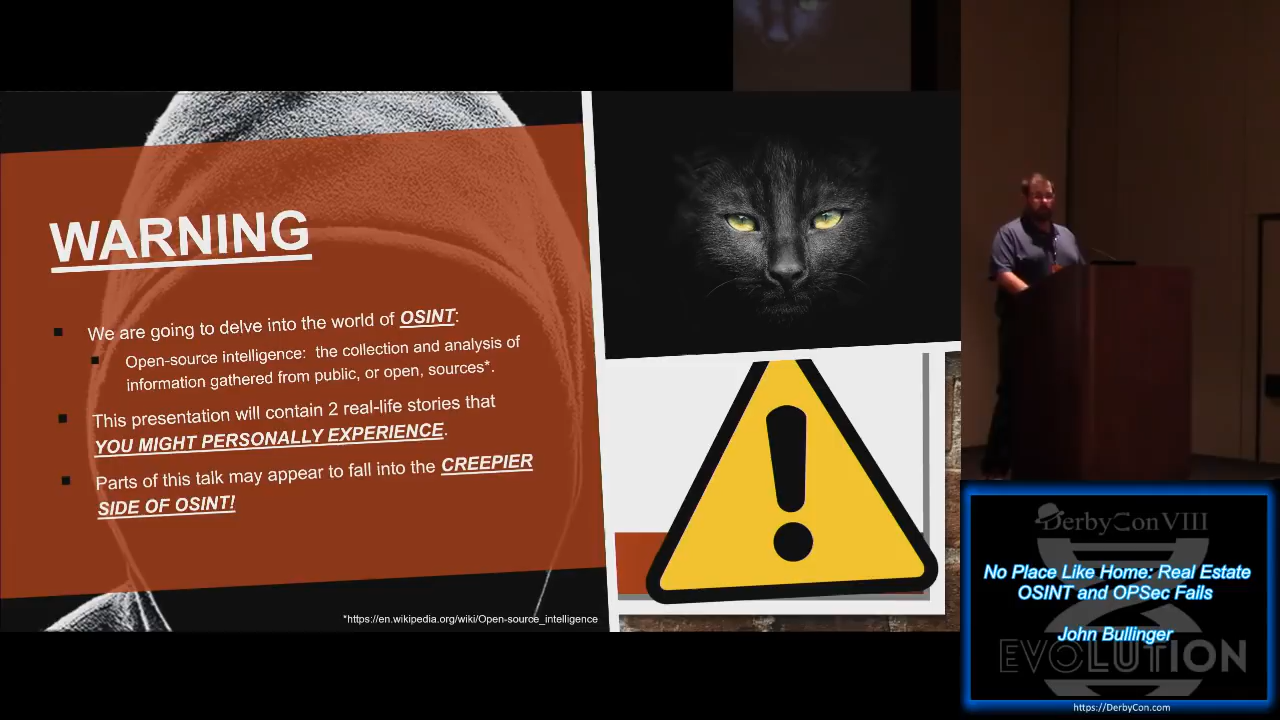 WARNING
We are going to delve into the world of OSINT:
Open-source intelligence: the collection and analysis of
information gathered from public, or open, sources*.
This presentation will contain 2 real-life stories that
YOU MIGHT PERSONALLY EXPERIENCE.
Parts of this talk may appear to fall into the CREEPIER
SIDE OF OSINT!
*https://en.wikipedia.org/wiki/Open-source_intelligence
!
DerbyCon VIII
No Place Like Home: Real Estate
OSINT and OPSec Fails
John Bullinger
EVOLUTION
https://DerbyCon.com